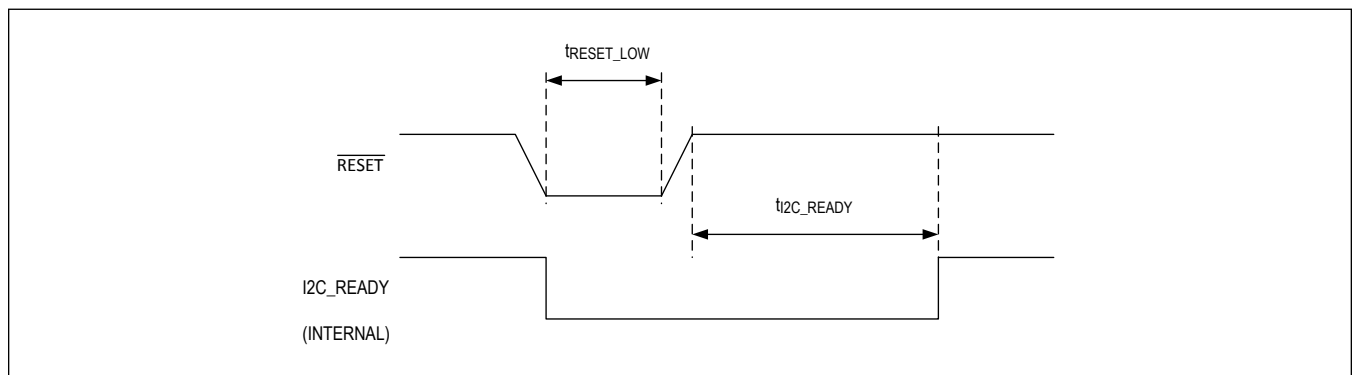 tRESET_LOW
RESET
tI2C_READY
I2C_READY
(INTERNAL)